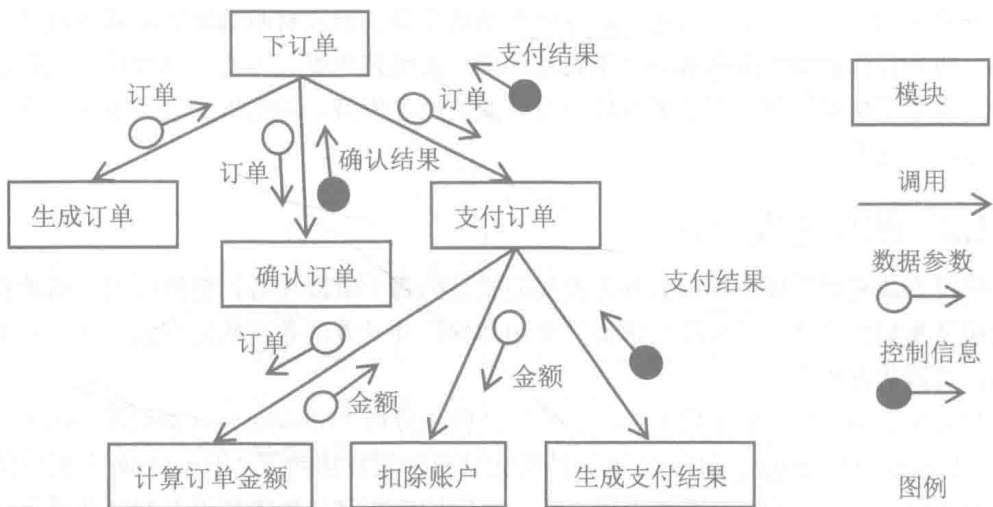 下订单
支付结果
订单
订单
模块
订单
确认结果
调用
生成订单
支付订单
确认订单
数据参数
支付结果
订单
金额
控制信息
金额
计算订单金额
扣除账户
生成支付结果
图例